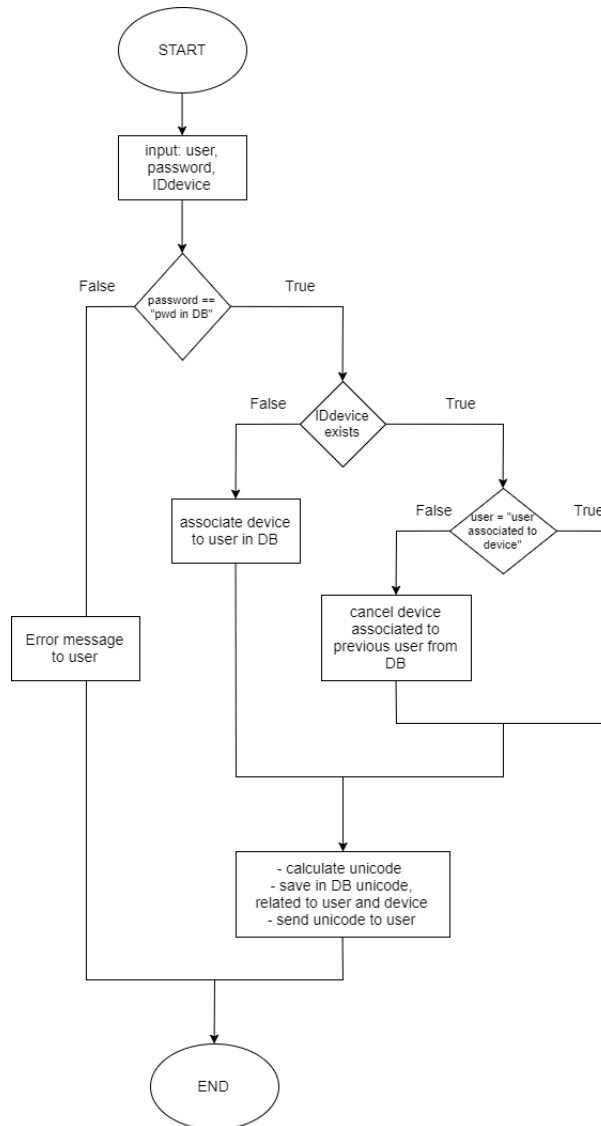 START
input: user,
password,
IDdevice
False
True
password ==
"pwd in DB"
False
True
IDdevice
exists
False
True
user = "user
associated to
device"
associate device
to user in DB
cancel device
associated to
previous user from
DB
Error message
to user
- calculate unicode
- save in DB unicode,
related to user and device
- send unicode to user
END